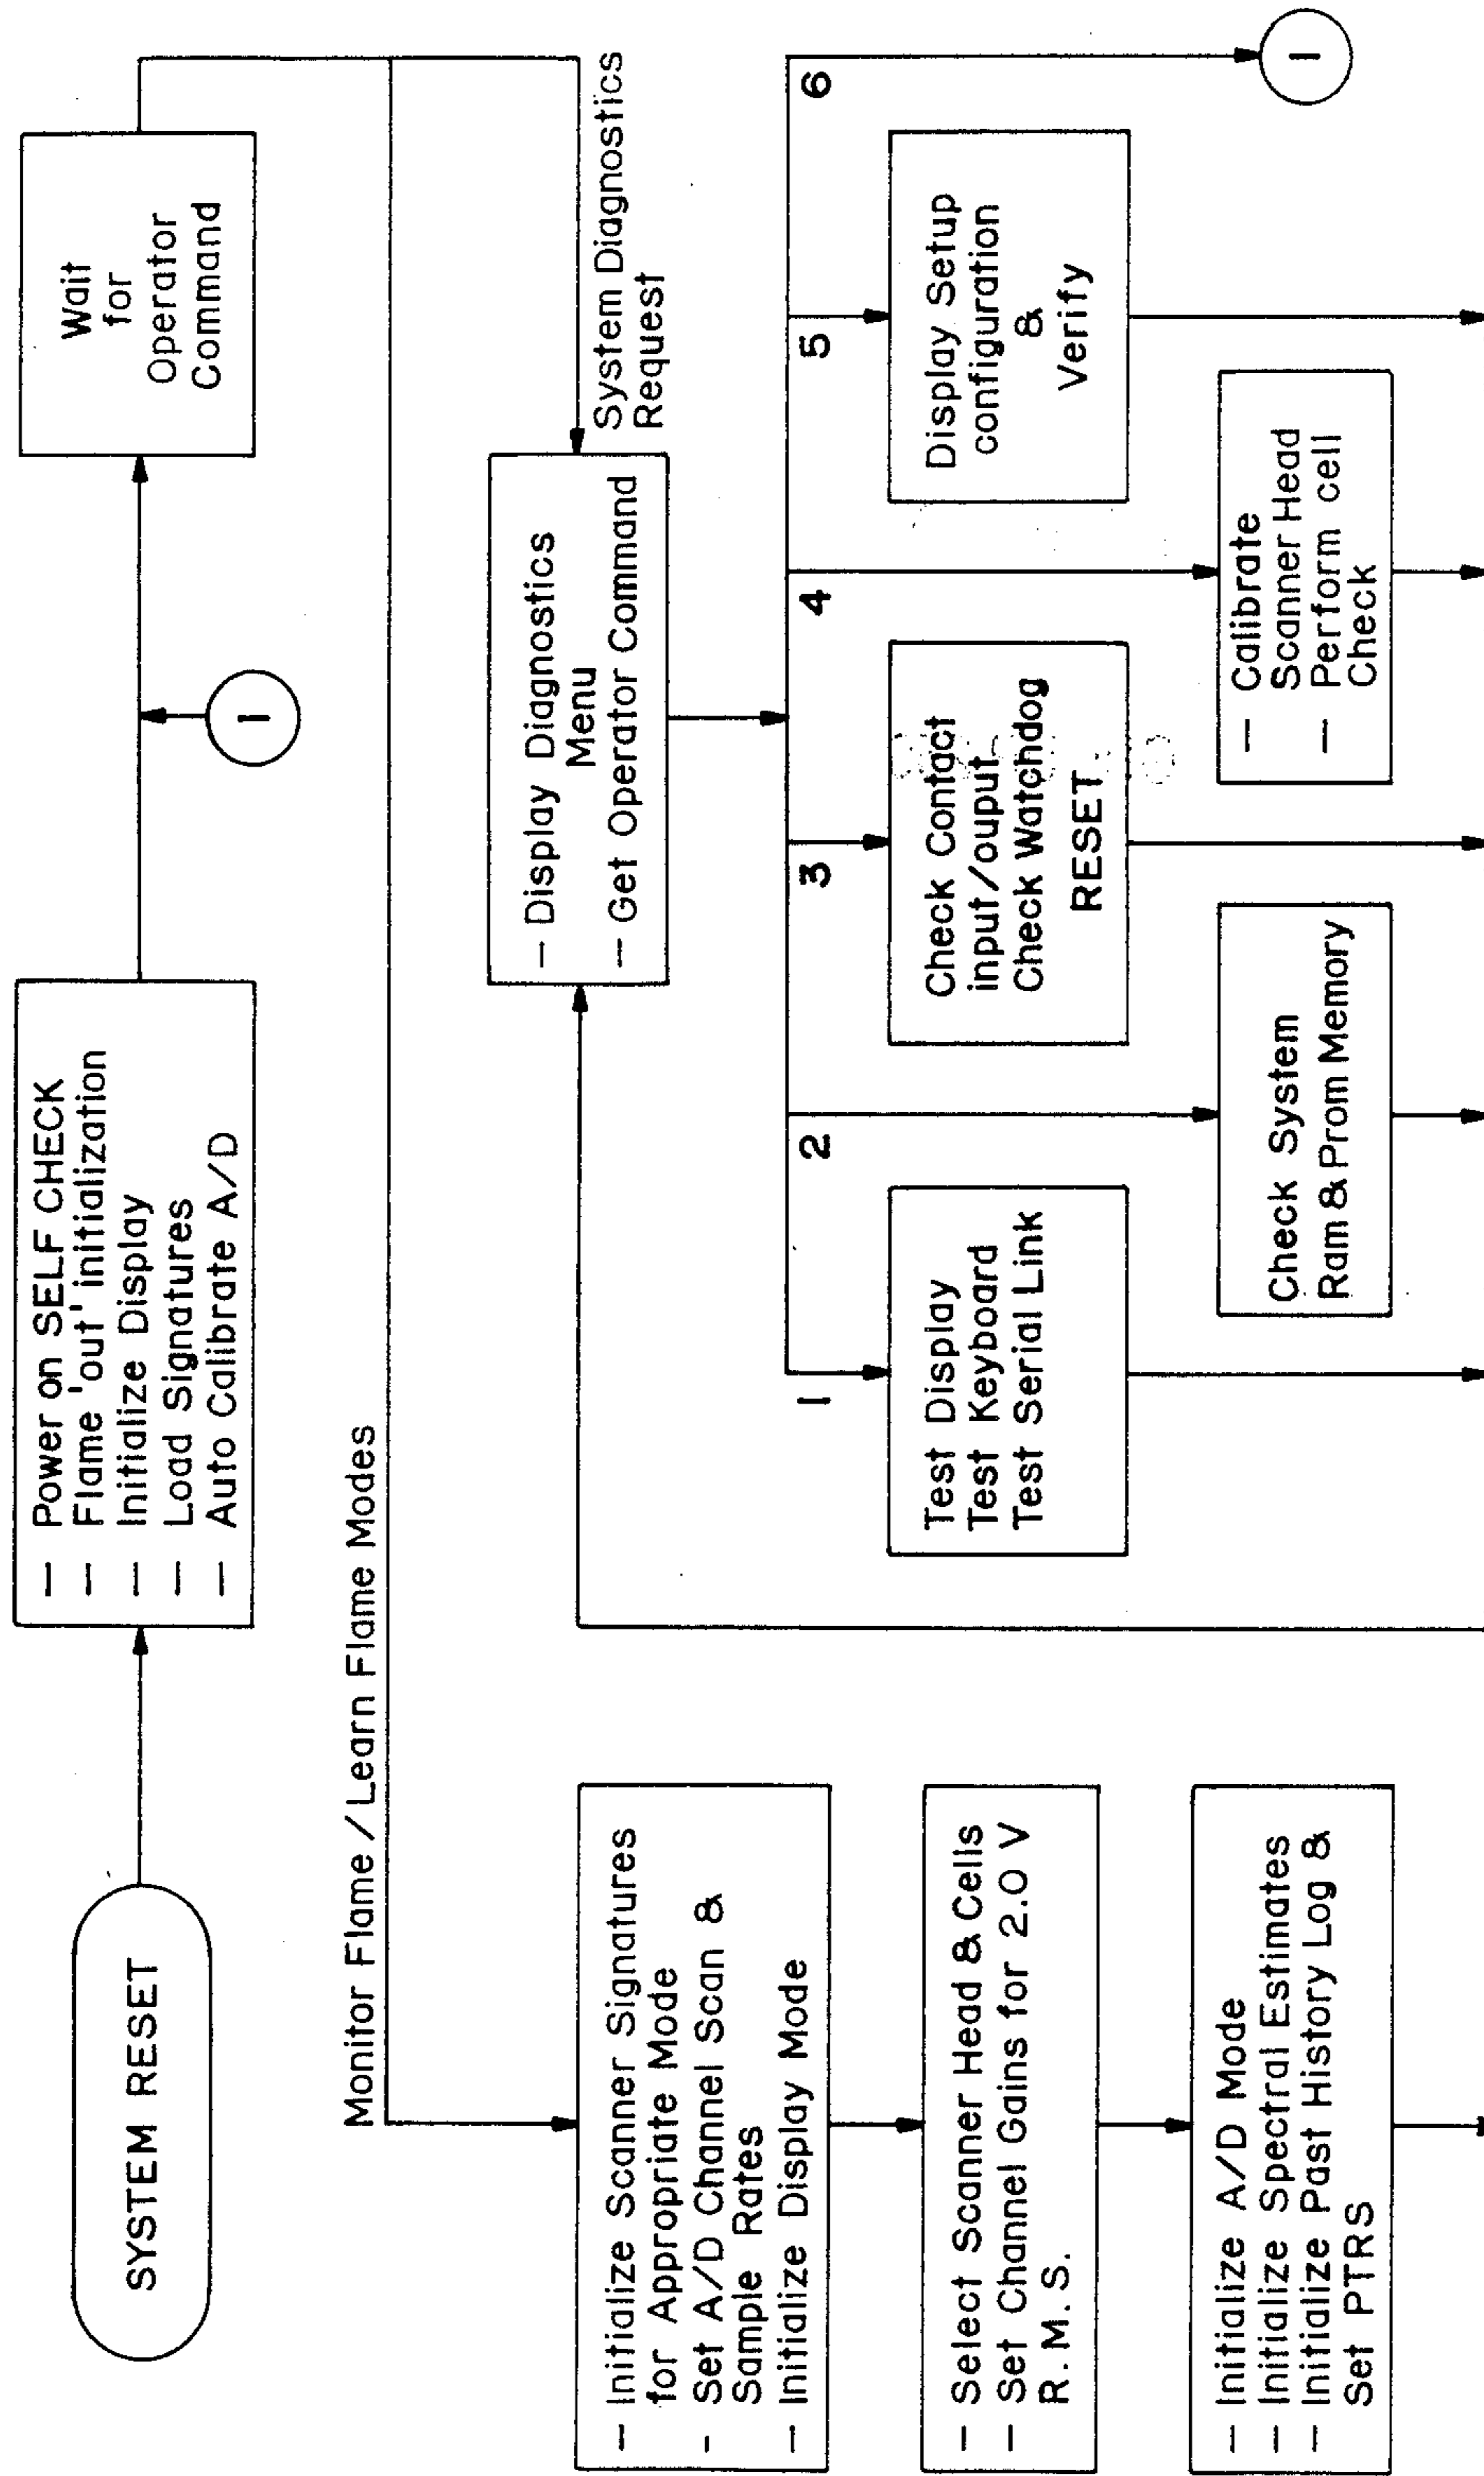 SYSTEM RESET
— Power on SELF CHECK
— Flame 'out' initialization
— Initialize Display
— Load Signatures
— Auto Calibrate A/D
1
Wait
for
Operator
Command
Monitor Flame / Learn Flame Modes
System Diagnostics
Request
— Initialize Scanner Signatures
for Appropriate Mode
- Set A/D Channel Scan &
Sample Rates
— Initialize Display Mode
— Select Scanner Head & Cells
— Set Channel Gains for 2.0 V
R.M.S.
— Initialize A/D Mode
— Initialize Spectral Estimates
— Initialize Past History Log &
Set PTRS
— Display Diagnostics
Menu
— Get Operator Command
1
Test Display
Test Keyboard
Test Serial Link
2
Check System
Ram & Prom Memory
3
Check Contact
input/ouput
Check Watchdog
RESET
4
— Calibrate
Scanner Head
— Perform cell
Check
5
Display Setup
configuration
&
Verify
6
1